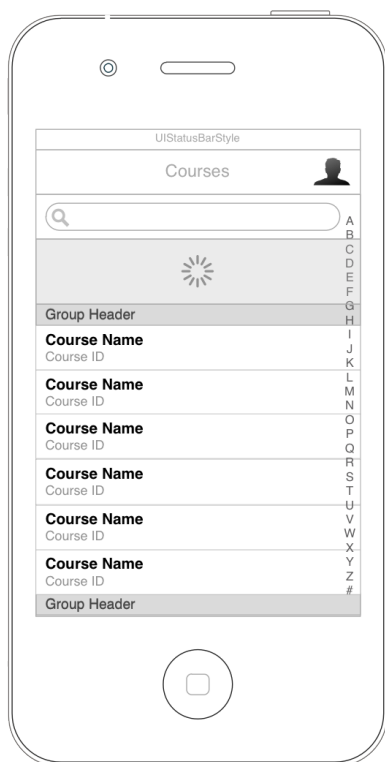 UIStatusBarStyle
Courses
Group Header
Course Name
Course ID
Course Name
Course ID
Course Name
Course ID
Course Name
Course ID
Course Name
Course ID
Course Name
Course ID
Group Header
A
B
C
D
E
F
G
H
I
J
K
L
M
N
O
P
Q
R
S
T
U
V
W
X
Y
Z
#